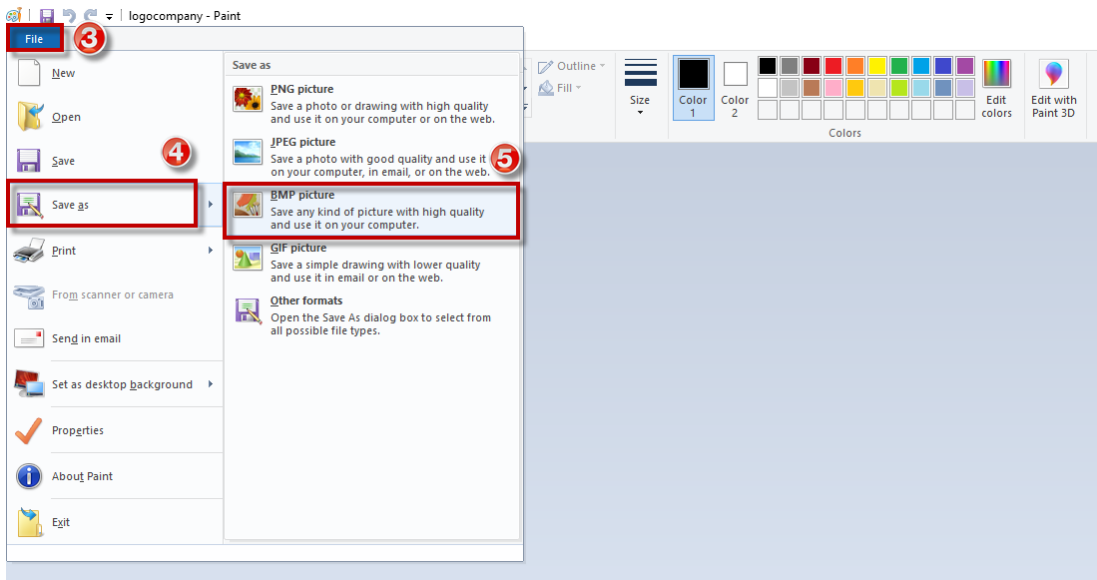 logocompany - Paint
File
3
New
Open
Save
4
Save as
Print
From scanner or camera
Send in email
Set as desktop background
Properties
About Paint
Exit
Save as
PNG picture
Save a photo or drawing with high quality
and use it on your computer or on the web.
JPEG picture
Save a photo with good quality and use it
on your computer, in email, or on the web.
5
BMP picture
Save any kind of picture with high quality
and use it on your computer.
GIF picture
Save a simple drawing with lower quality
and use it in email or on the web.
Other formats
Open the Save As dialog box to select from
all possible file types.
Outline
Fill
Size
Color
1
Color
2
Edit
colors
Edit with
Paint 3D
Colors